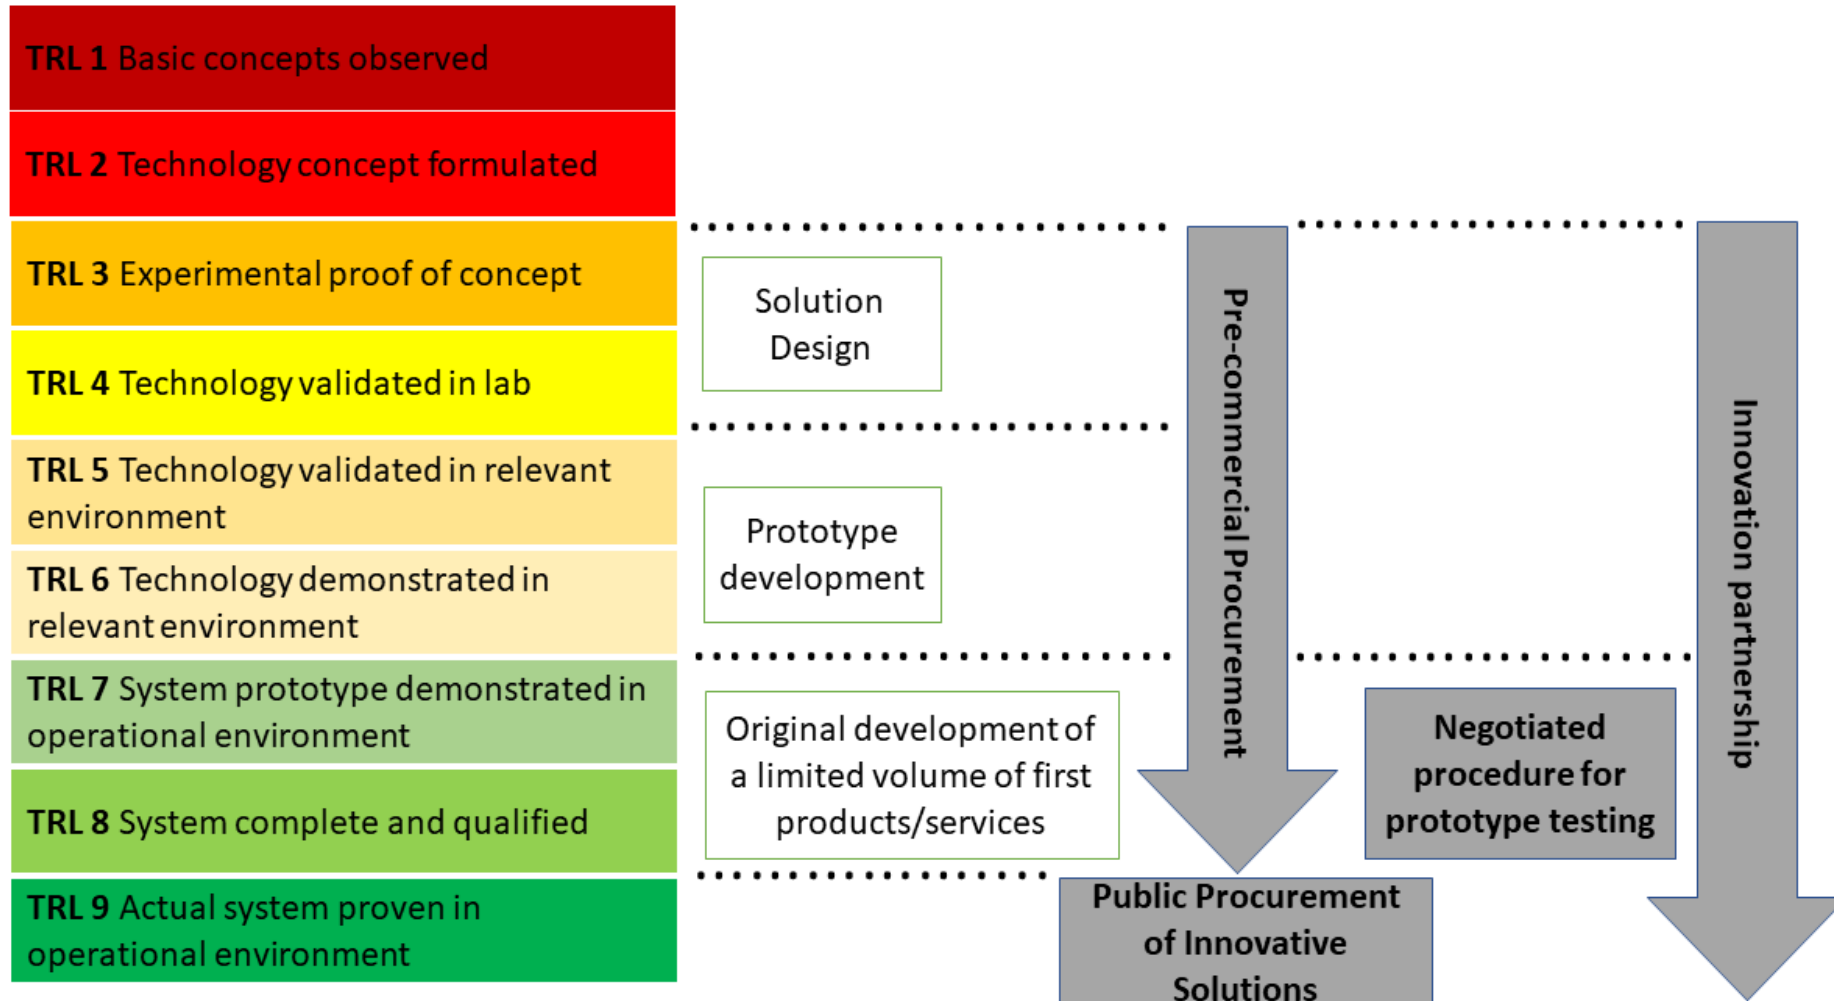 TRL 1 Basic concepts observed
TRL 2 Technology concept formulated
TRL 3 Experimental proof of concept
TRL 4 Technology validated in lab
TRL 5 Technology validated in relevant
environment
TRL 6 Technology demonstrated in
relevant environment
TRL 7 System prototype demonstrated in
operational environment
TRL 8 System complete and qualified
TRL 9 Actual system proven in
operational environment
Solution
Design
Prototype
development
Original development of
a limited volume of first
products/services
Pre-commercial Procurement
Public Procurement
of Innovative
Solutions
Negotiated
procedure for
prototype testing
Innovation partnership